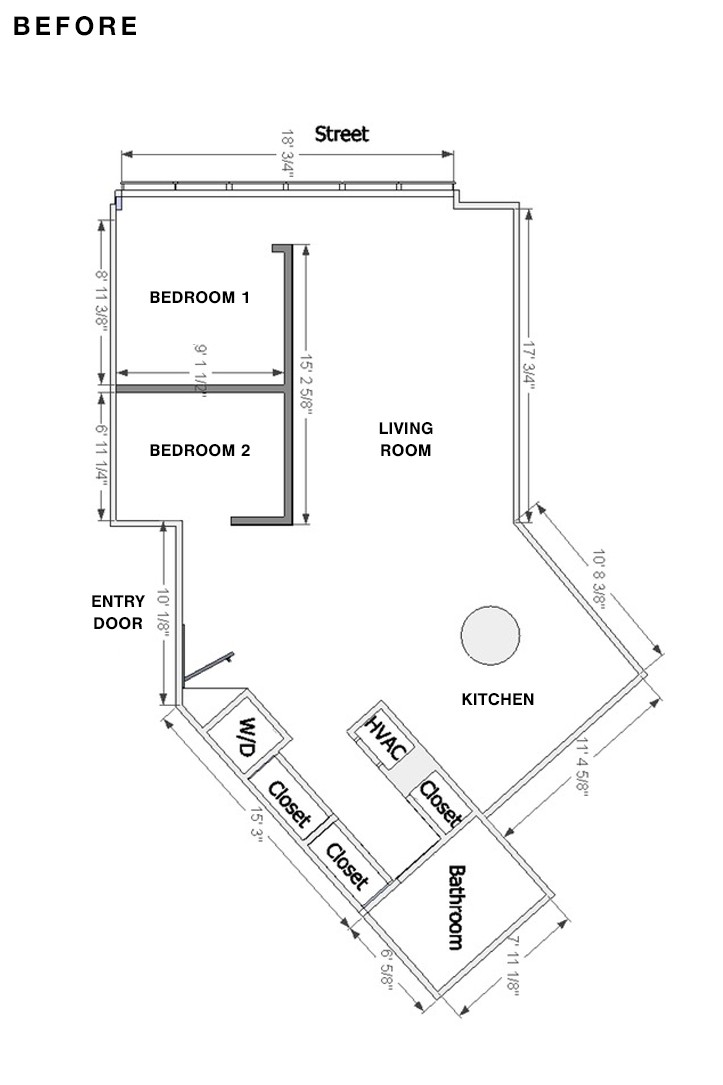 BEFORE
Street
18' 3/4"
8' 11 3/8"
BEDROOM 1
9' 1 1/2"
15' 2 5/8"
17' 3/4"
LIVING
ROOM
6' 11 1/4"
BEDROOM 2
ENTRY
DOOR
10' 1/8"
10' 8 3/8"
KITCHEN
W/D
HVAC
11' 4 5/8"
Closet
Closet
15' 3"
Closet
Bathroom
6' 5/8"
7' 11 1/8"